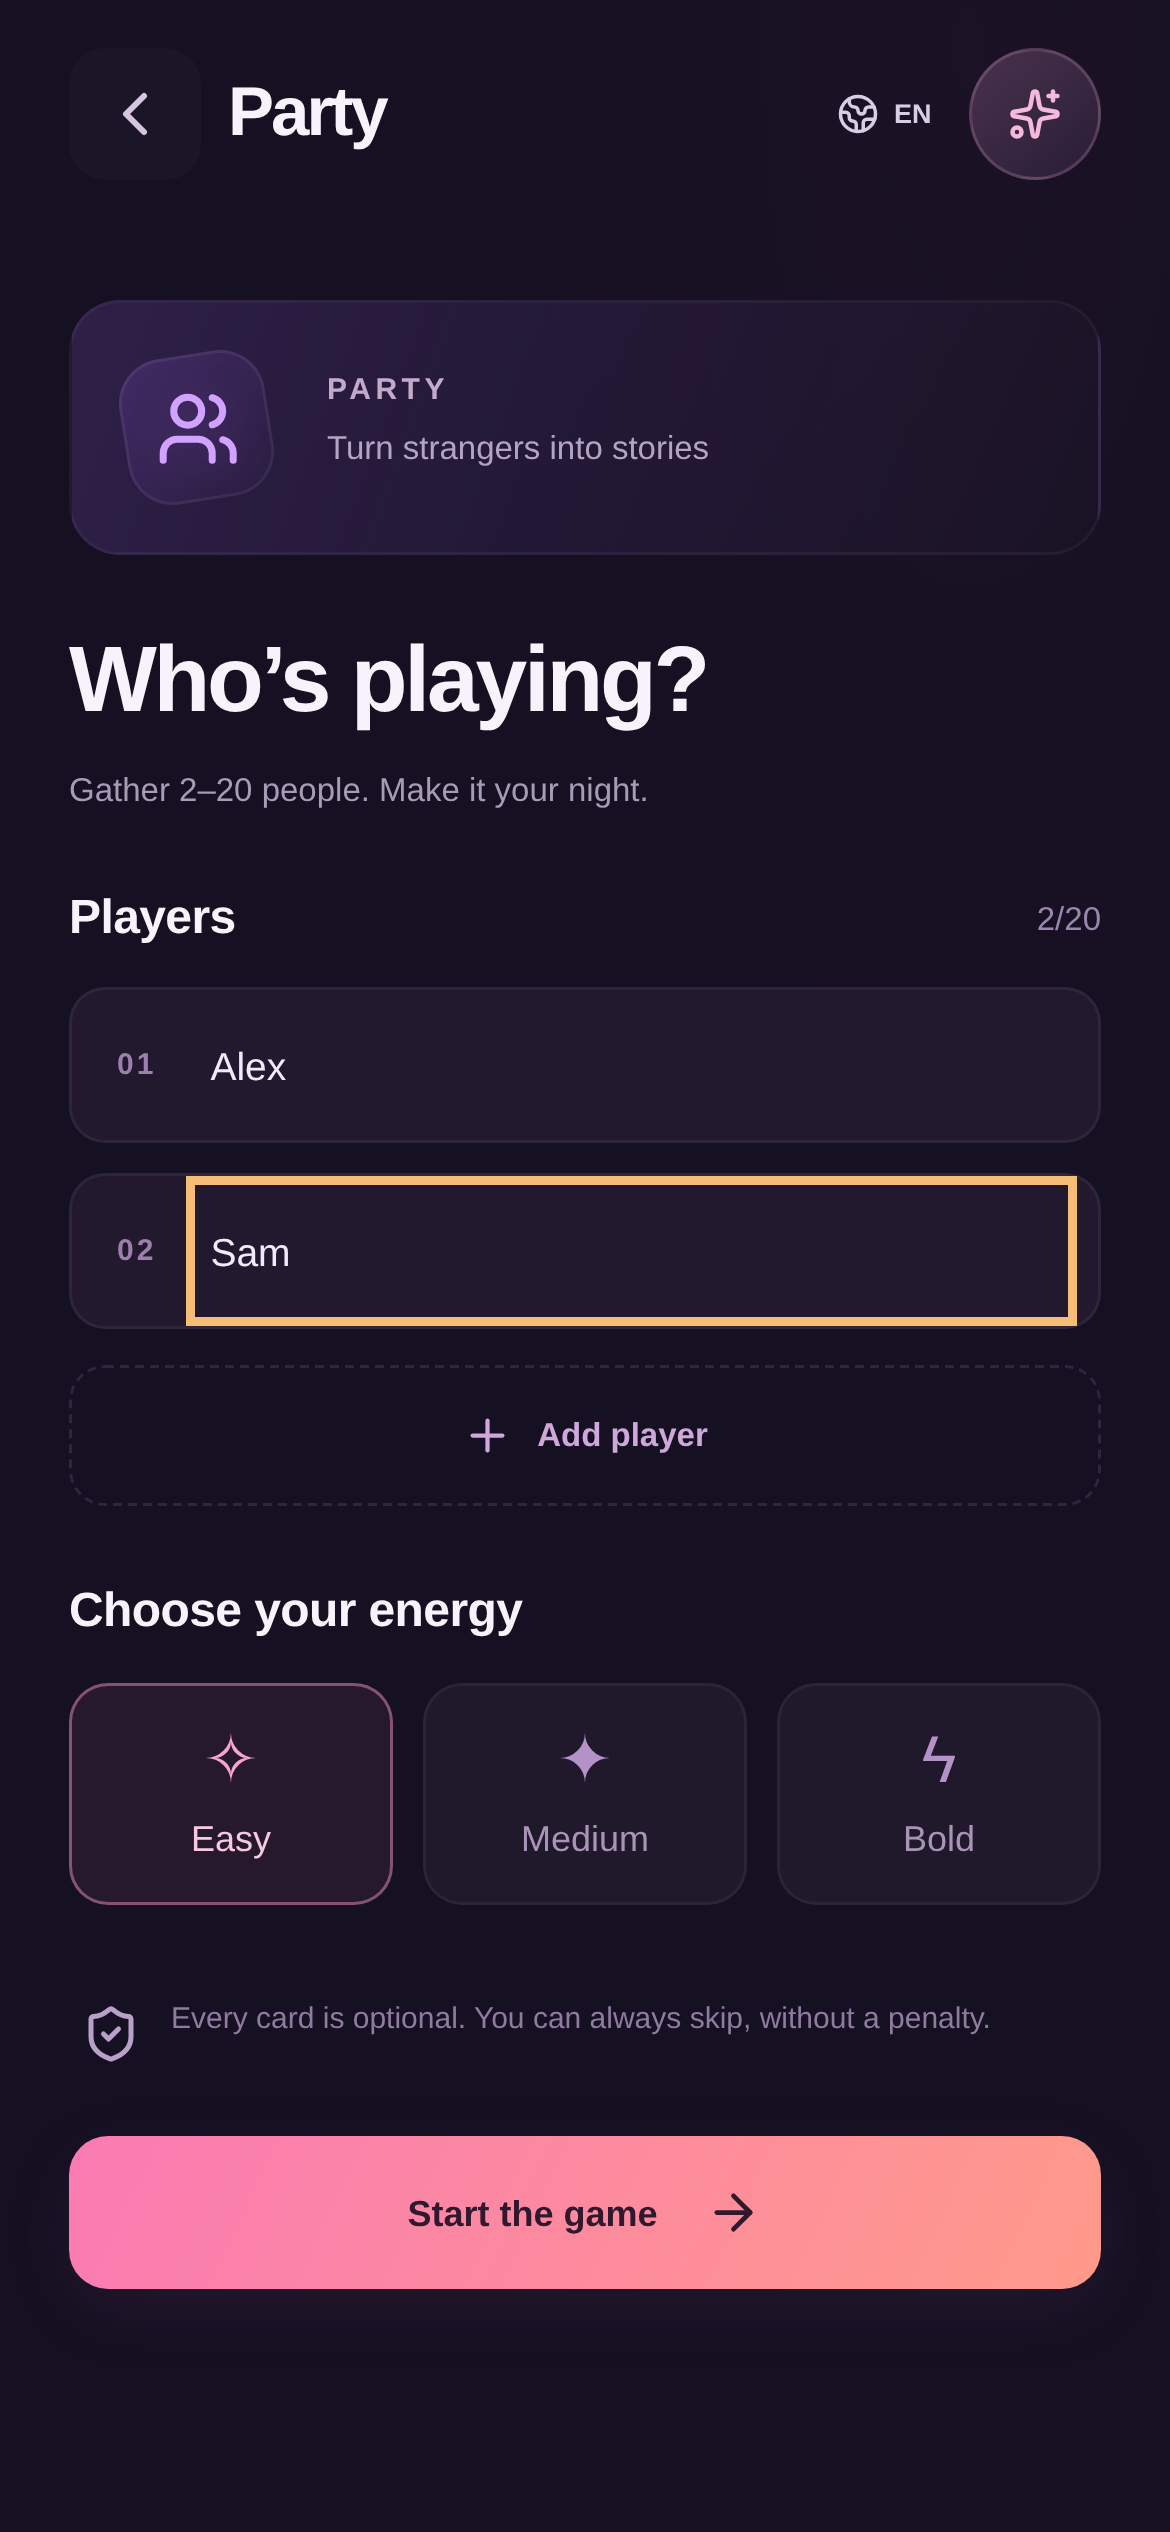 Party
EN
PARTY
Turn strangers into stories
Who’s playing?
Gather 2–20 people. Make it your night.
Players
2/20
01 Alex
02 Sam
Add player
Choose your energy
Easy
Medium
Bold
Every card is optional. You can always skip, without a penalty.
Start the game